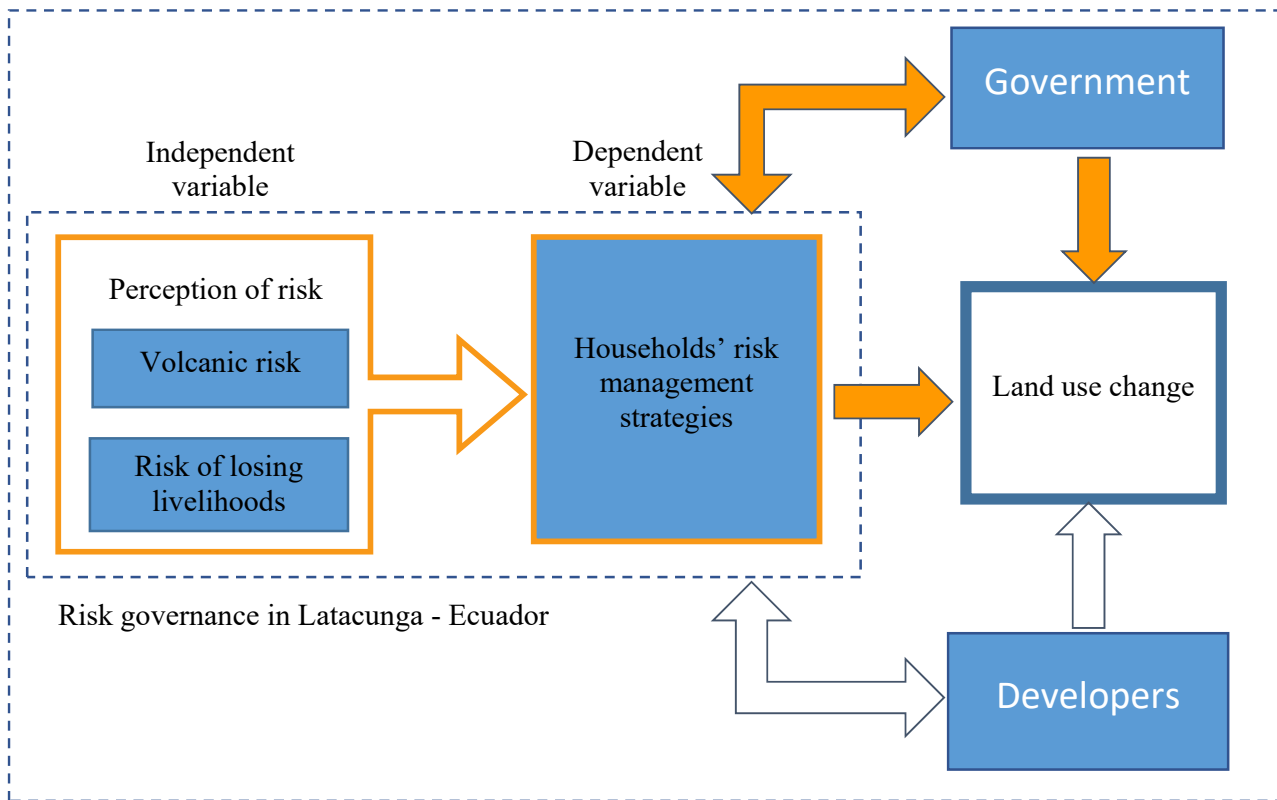 Government
Independent
variable
Dependent
variable
Perception of risk
Volcanic risk
Risk of losing
livelihoods
Households’ risk
management
strategies
Land use change
Risk governance in Latacunga - Ecuador
Developers